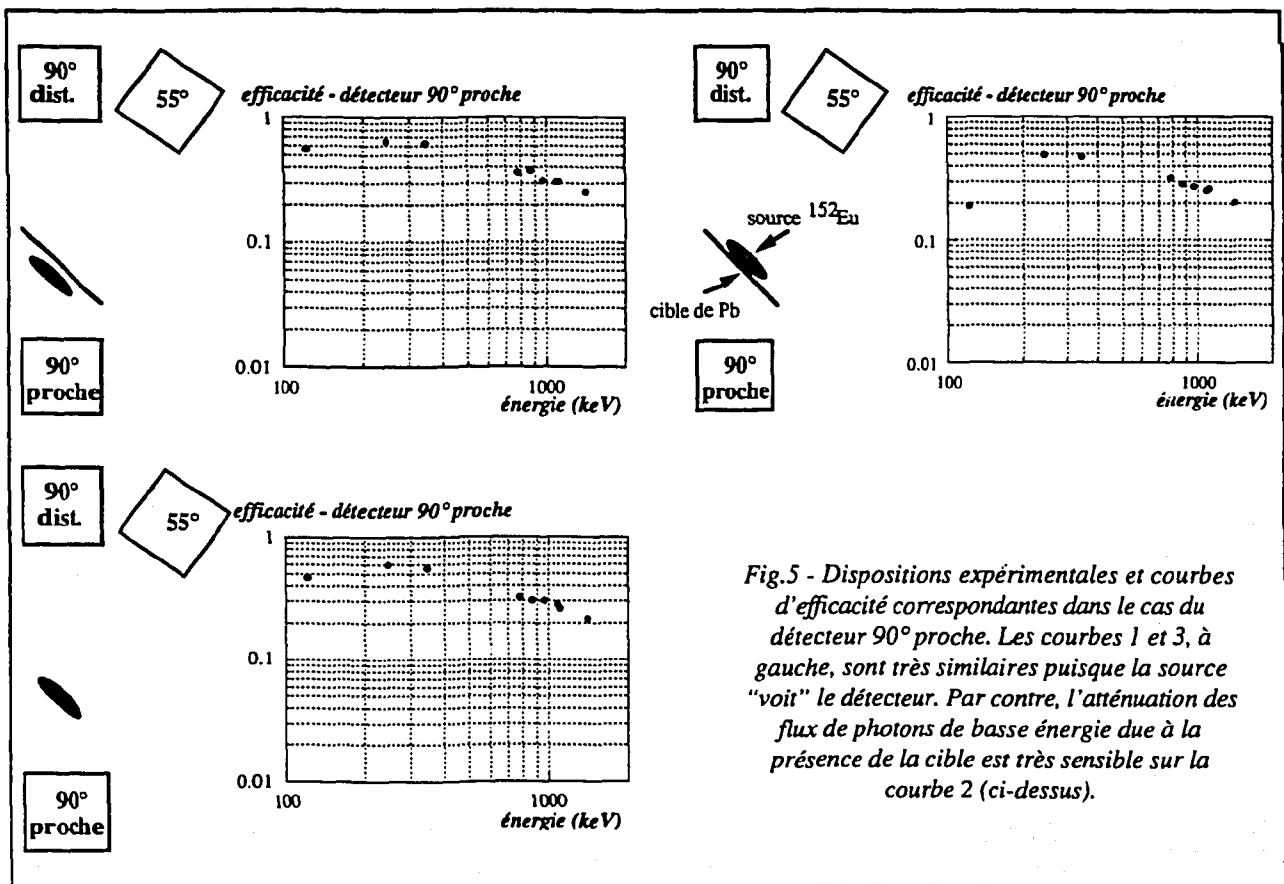 90°
dist.
55°
efficacité - détecteur 90° proche
1
0.1
0.01
100
1000
énergie (keV)
90°
proche
90°
dist.
55°
efficacité - détecteur 90° proche
1
0.1
0.01
100
1000
énergie (keV)
source 152Eu
cible de Pb
90°
proche
90°
dist.
55°
efficacité - détecteur 90° proche
1
0.1
0.01
100
1000
énergie (keV)
90°
proche
Fig.5 - Dispositions expérimentales et courbes
d'efficacité correspondantes dans le cas du
détecteur 90° proche. Les courbes 1 et 3, à
gauche, sont très similaires puisque la source
"voit" le détecteur. Par contre, l'atténuation des
flux de photons de basse énergie due à la
présence de la cible est très sensible sur la
courbe 2 (ci-dessus).